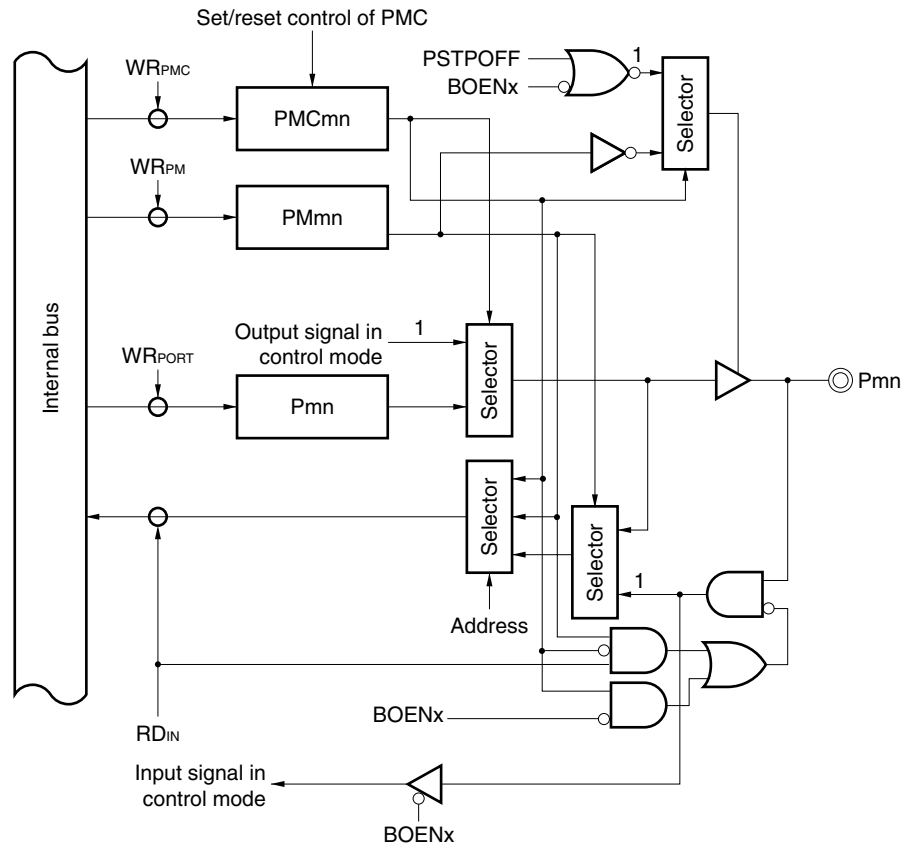 Set/reset control of PMC
WRPMC
PMCmn
PSTPOFF
BOENx
1
Selector
WRPM
PMmn
Internal bus
Output signal in
control mode
1
Selector
WRPORT
Pmn
Pmn
Selector
Selector
1
Address
BOENx
RDIN
Input signal in
control mode
BOENx